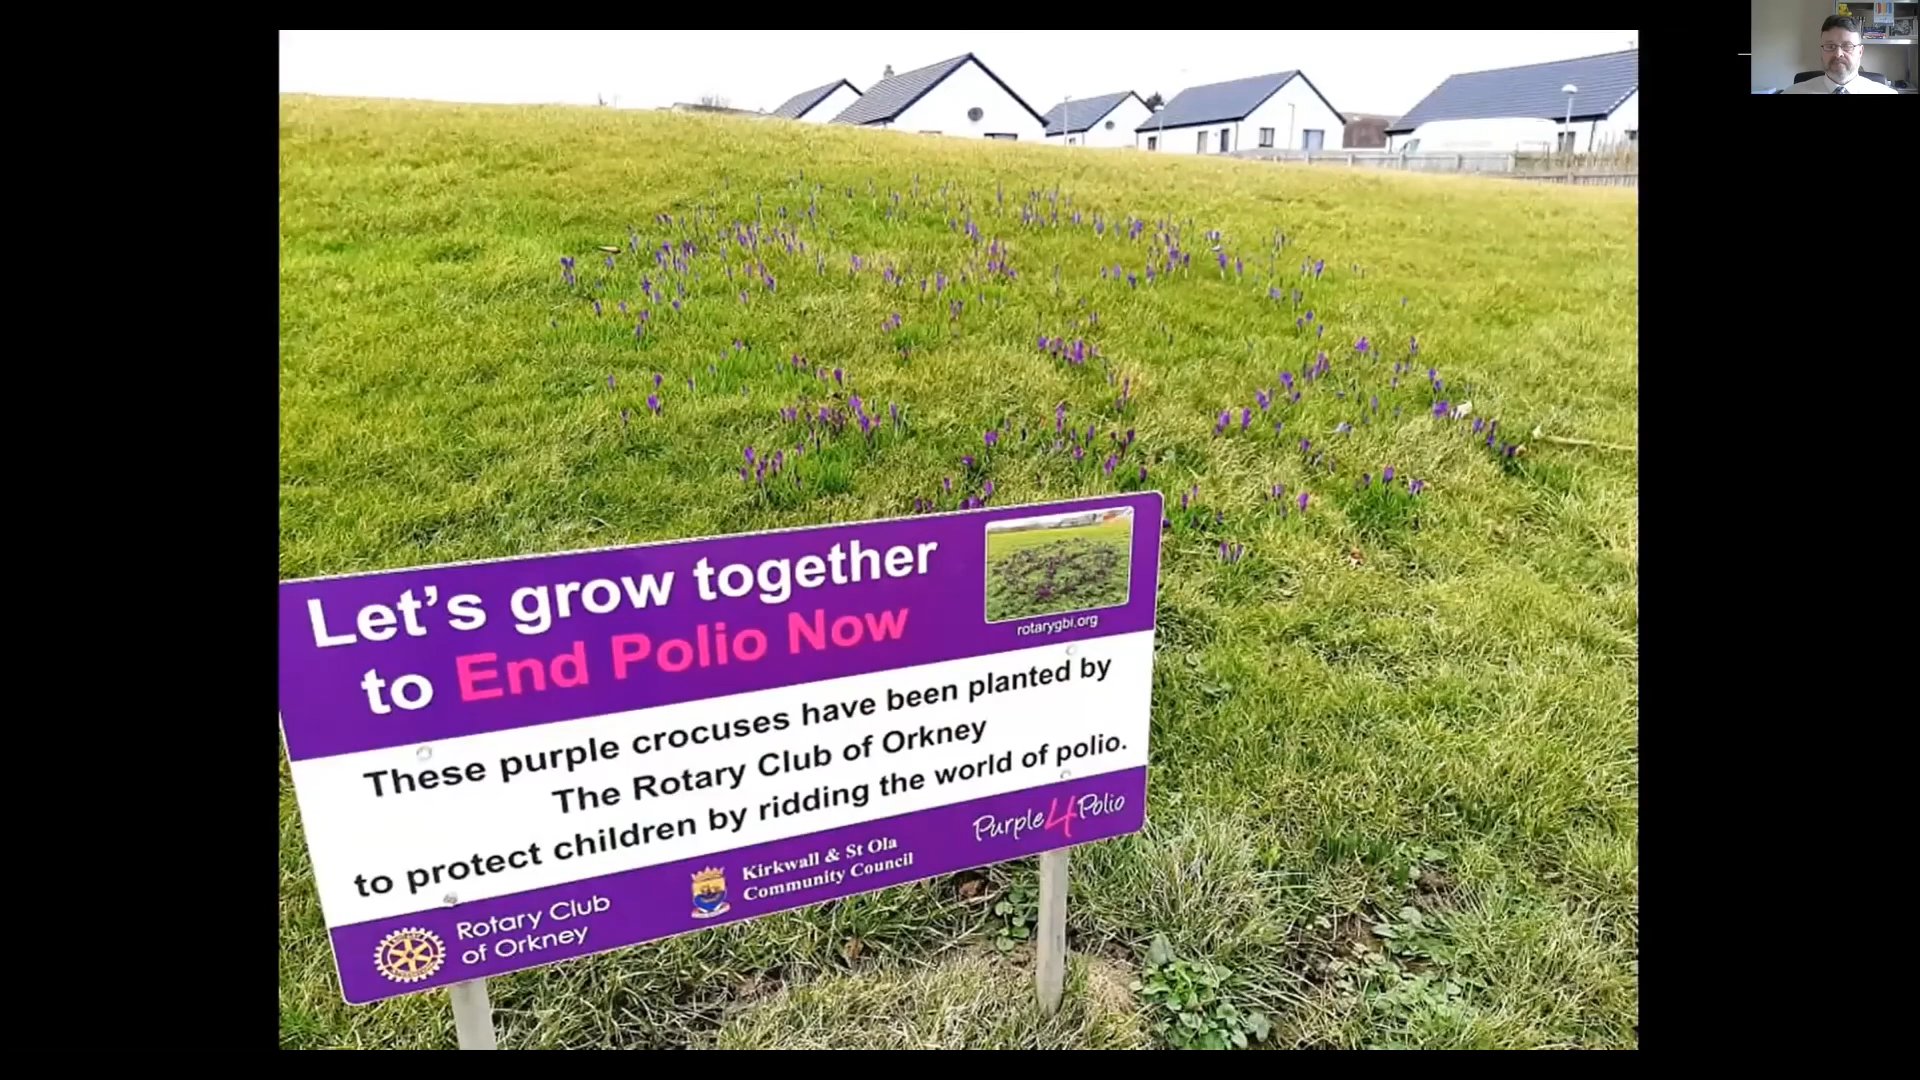 Let's grow together
to End Polio Now
rotarygbi.org
These purple crocuses have been planted by
The Rotary Club of Orkney
to protect children by ridding the world of polio.
Rotary Club
of Orkney
Kirkwall & St Ola
Community Council
Purple4Polio